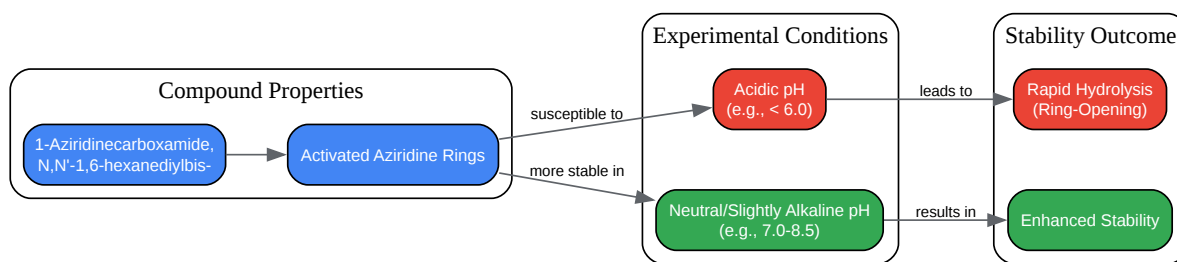 Compound Properties
1-Aziridinecarboxamide,
N,N'-1,6-hexanediylbis-
Activated Aziridine Rings
susceptible to
more stable in
Experimental Conditions
Acidic pH
(e.g., < 6.0)
Neutral/Slightly Alkaline pH
(e.g., 7.0-8.5)
leads to
results in
Stability Outcome
Rapid Hydrolysis
(Ring-Opening)
Enhanced Stability